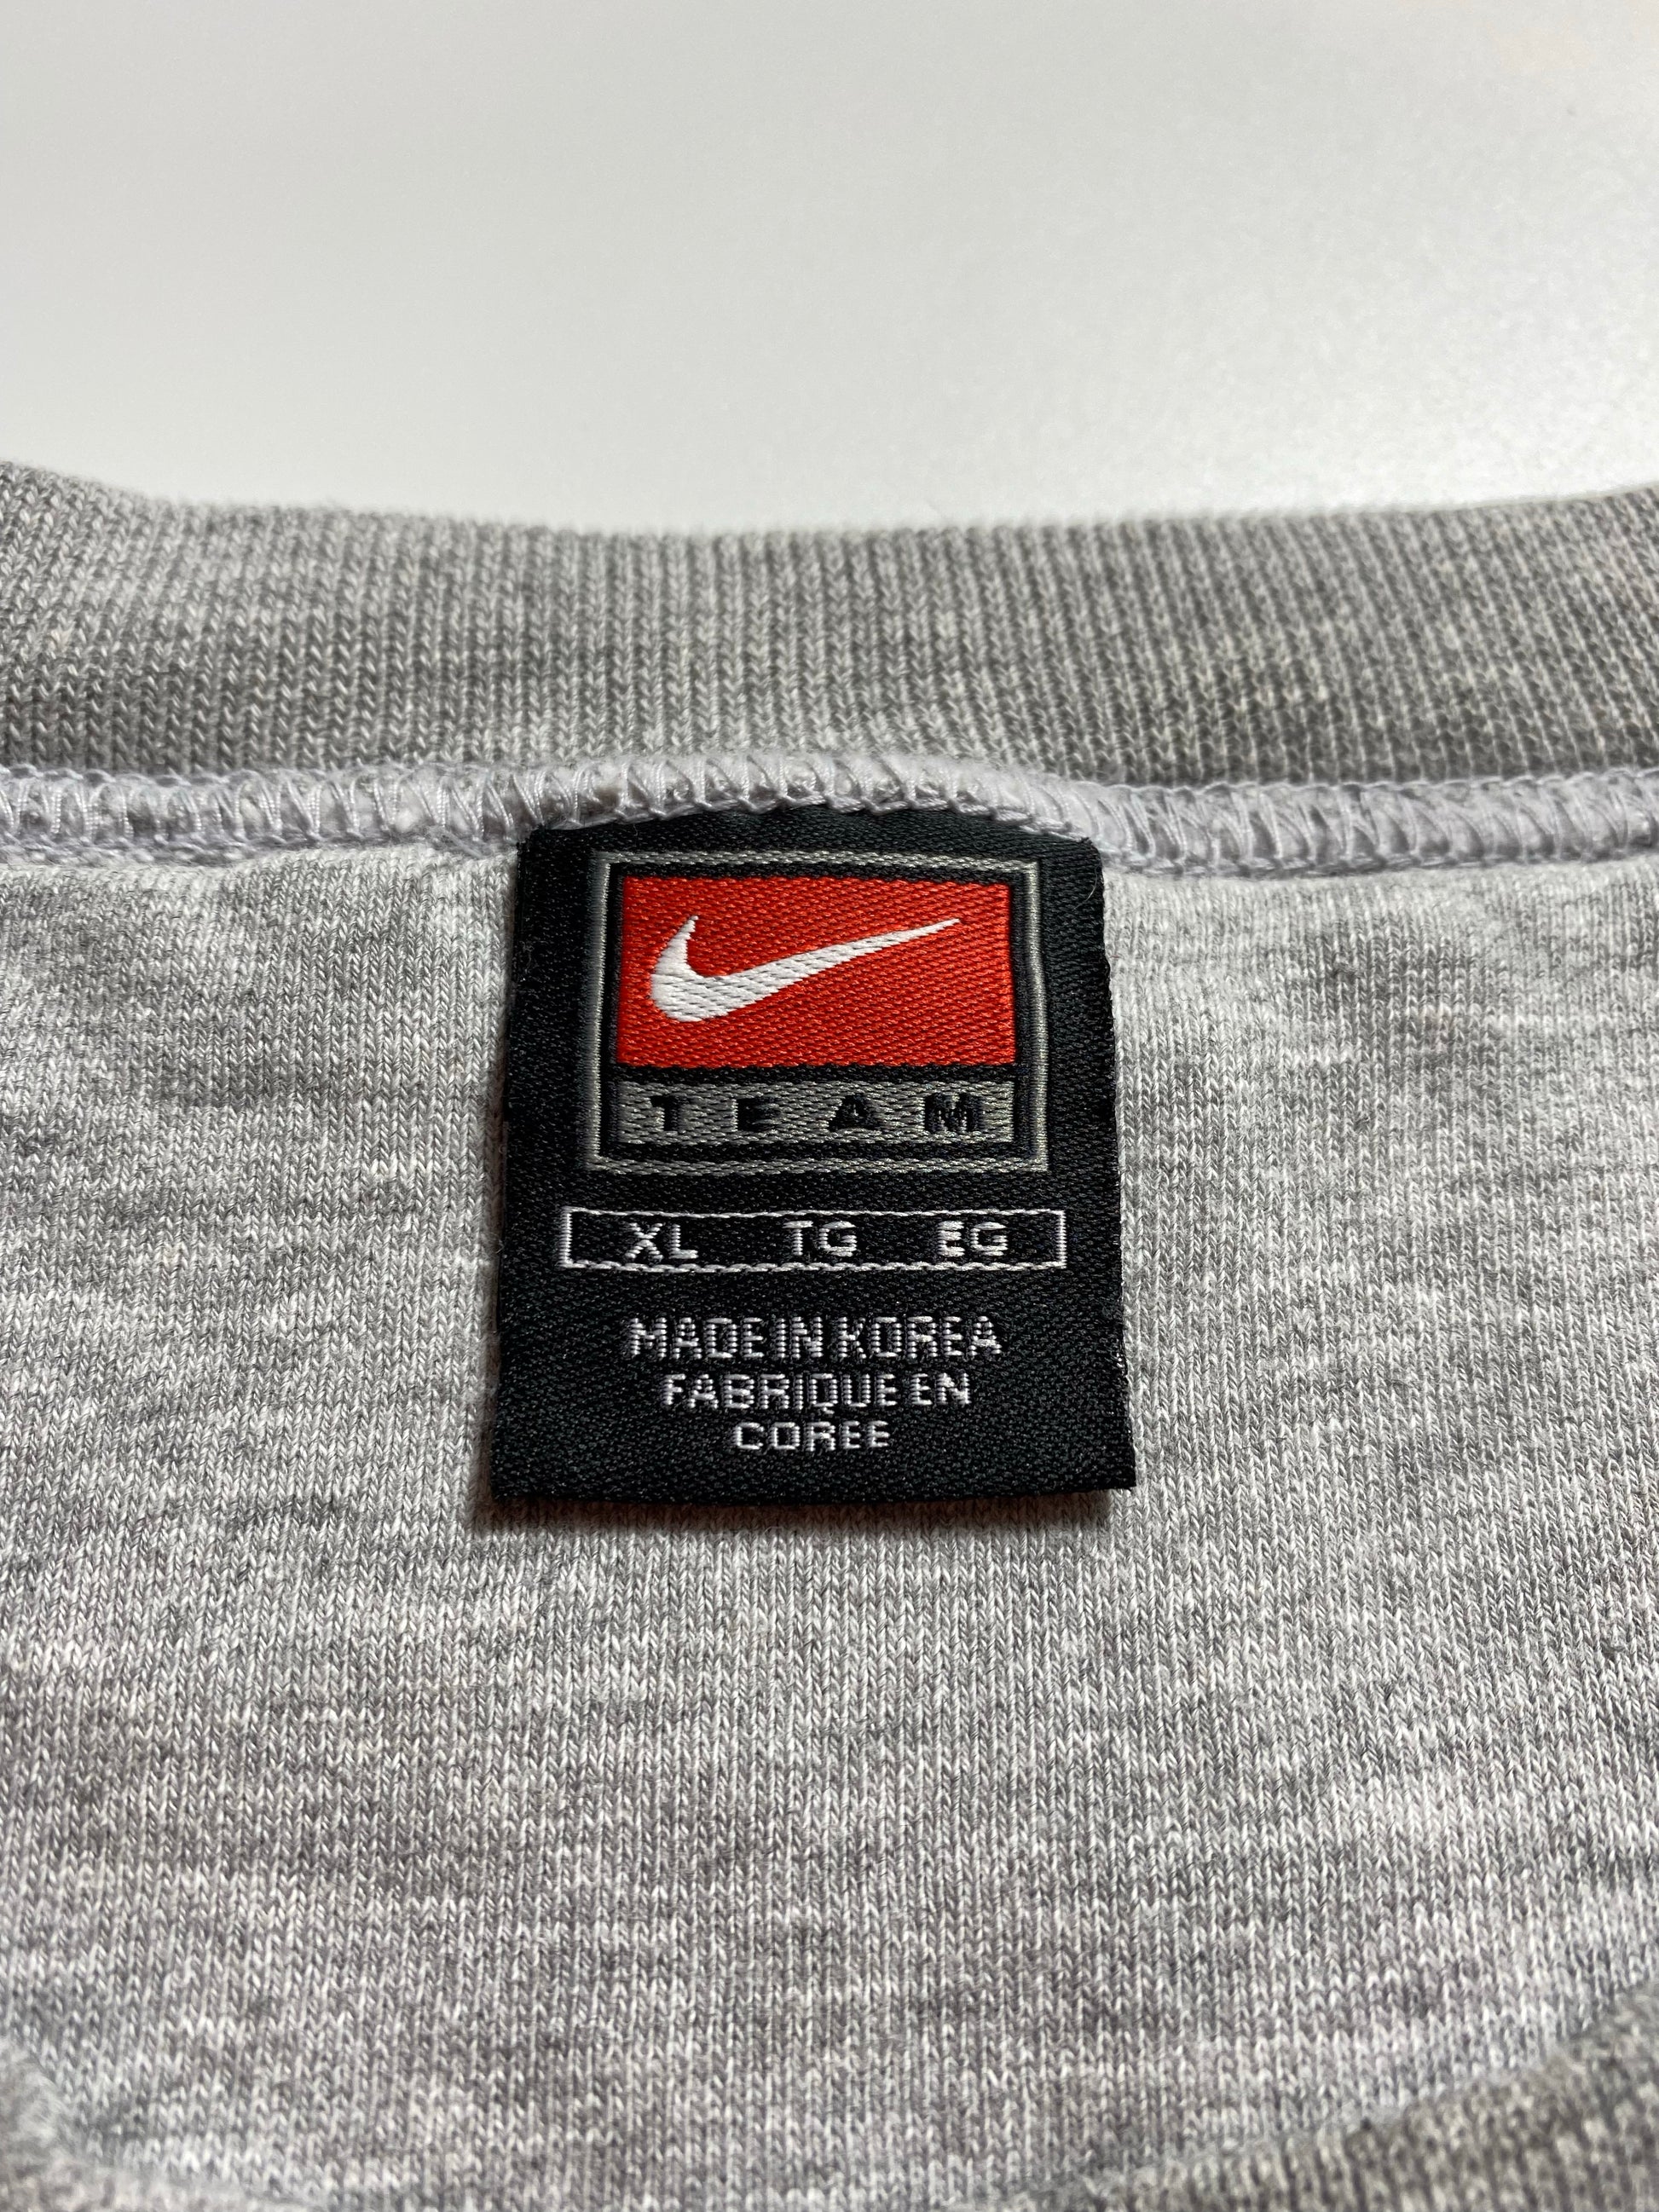 TEAM
XL TG EG
MADE IN KOREA
FABRIQUE EN
COREE